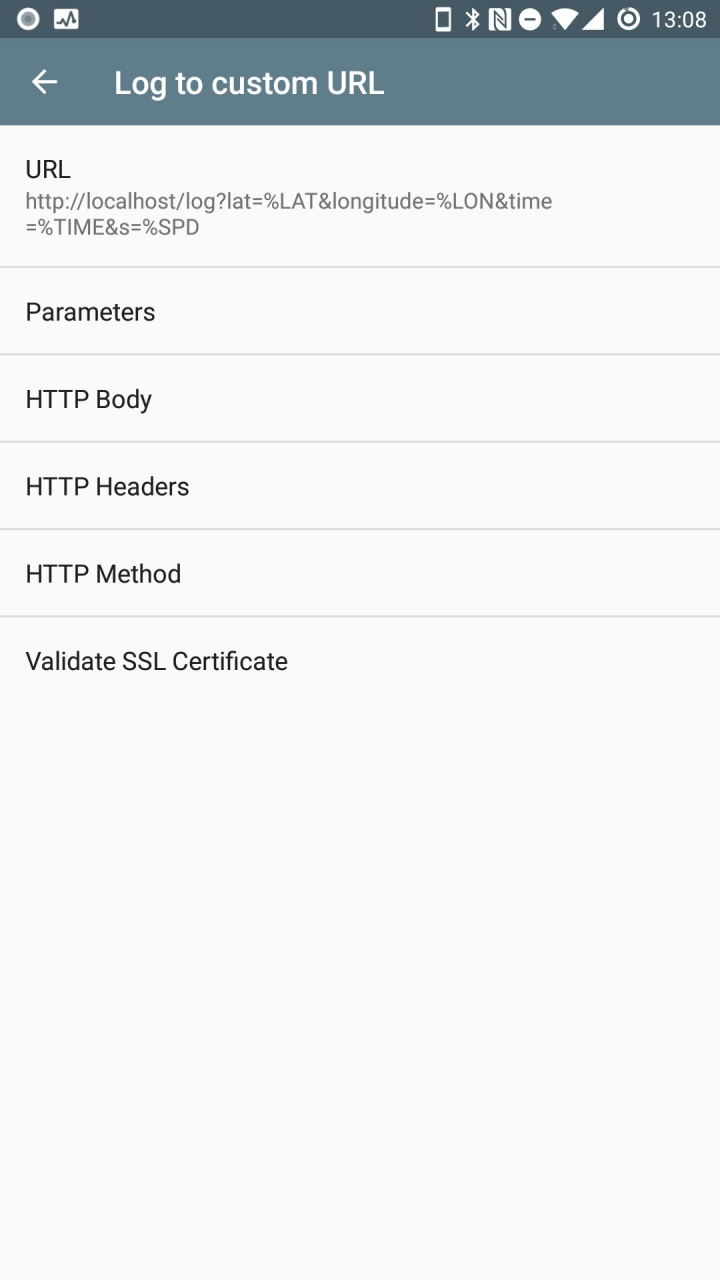 13:08
Log to custom URL
URL
http://localhost/log?lat=%LAT&longitude=%LON&time
=%TIME&s=%SPD
Parameters
HTTP Body
HTTP Headers
HTTP Method
Validate SSL Certificate